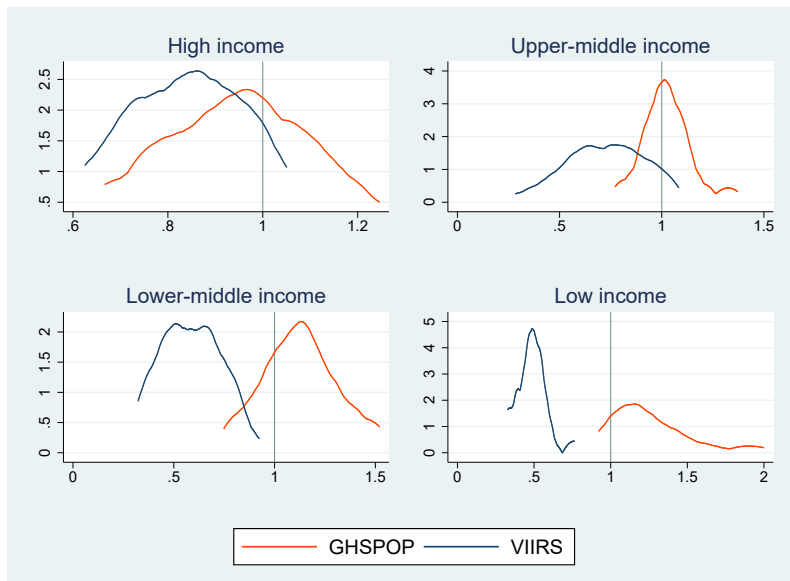 High income
Upper-middle income
2.5
2
1.5
1
.5
.6 .8 1 1.2
4
3
2
1
0
0 .5 1 1.5
Lower-middle income
Low income
2
1.5
1
.5
0
0 .5 1 1.5
5
4
3
2
1
0
0 .5 1 1.5 2
GHSPOP VIIRS